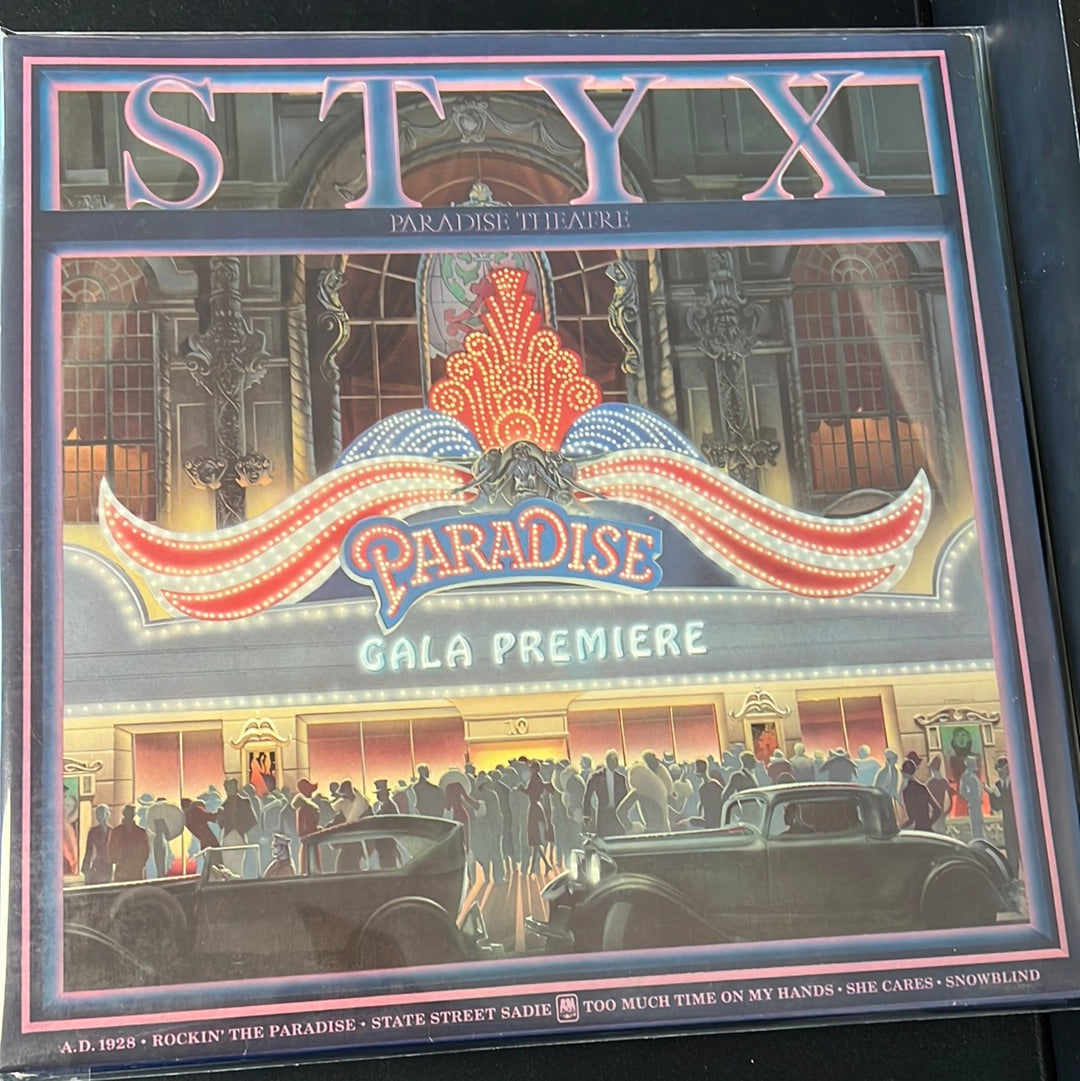 STYX
PARADISE THEATRE
PARADISE
GALA PREMIERE
10
A.D. 1928 • ROCKIN' THE PARADISE • STATE STREET SADIE A&M TOO MUCH TIME ON MY HANDS • SHE CARES • SNOWBLIND